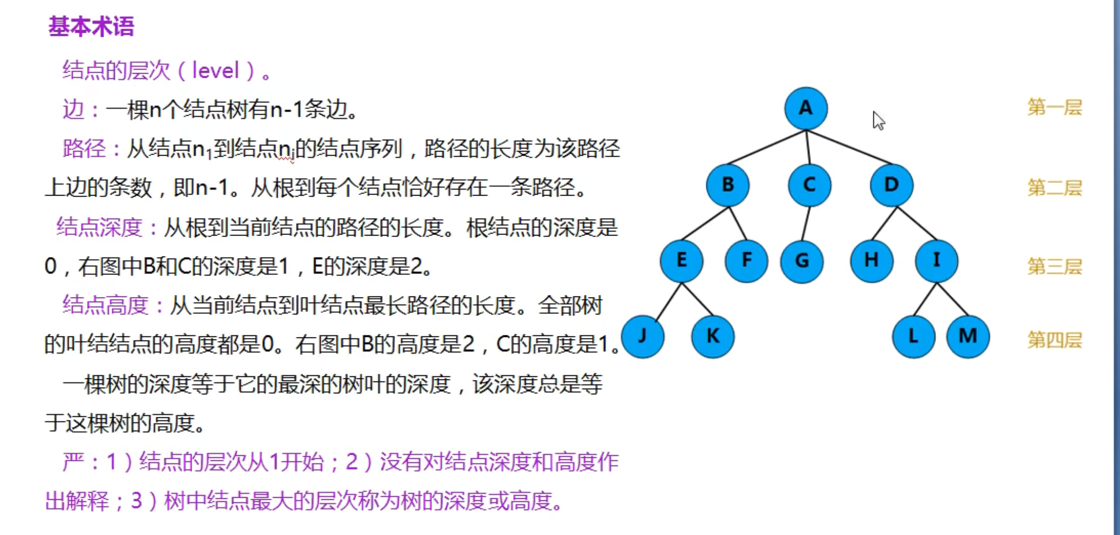 基本术语
结点的层次（level）。
边：一棵n个结点树有n-1条边。
路径：从结点n1到结点ni的结点序列，路径的长度为该路径
上边的条数，即n-1。从根到每个结点恰好存在一条路径。
结点深度：从根到当前结点的路径的长度。根结点的深度是
0，右图中B和C的深度是1，E的深度是2。
结点高度：从当前结点到叶结点最长路径的长度。全部树
的叶结结点的高度都是0。右图中B的高度是2，C的高度是1。
一棵树的深度等于它的最深的树叶的深度，该深度总是等
于这棵树的高度。
严：1）结点的层次从1开始；2）没有对结点深度和高度作
出解释；3）树中结点最大的层次称为树的深度或高度。
A 第一层
B C D 第二层
E F G H I 第三层
J K L M 第四层